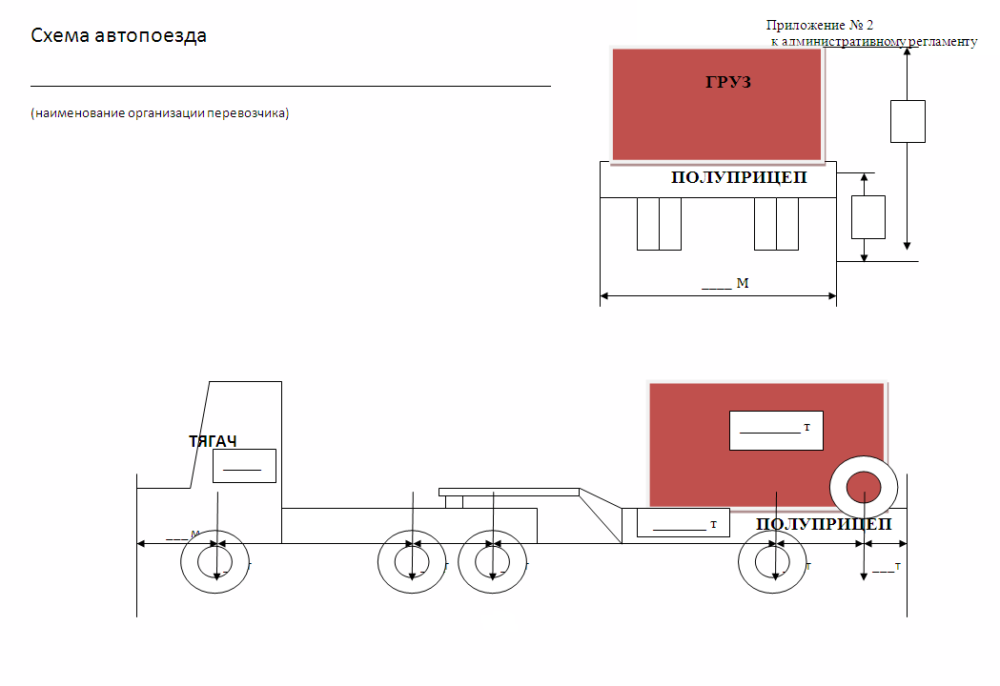 Приложение № 2
к административному регламенту
Схема автопоезда
(наименование организации перевозчика)
ГРУЗ
ПОЛУПРИЦЕП
____ М
ТЯГАЧ
_____
________ т
_______ т
ПОЛУПРИЦЕП
___ м
_ т
_ т
_ т
_ т
___т